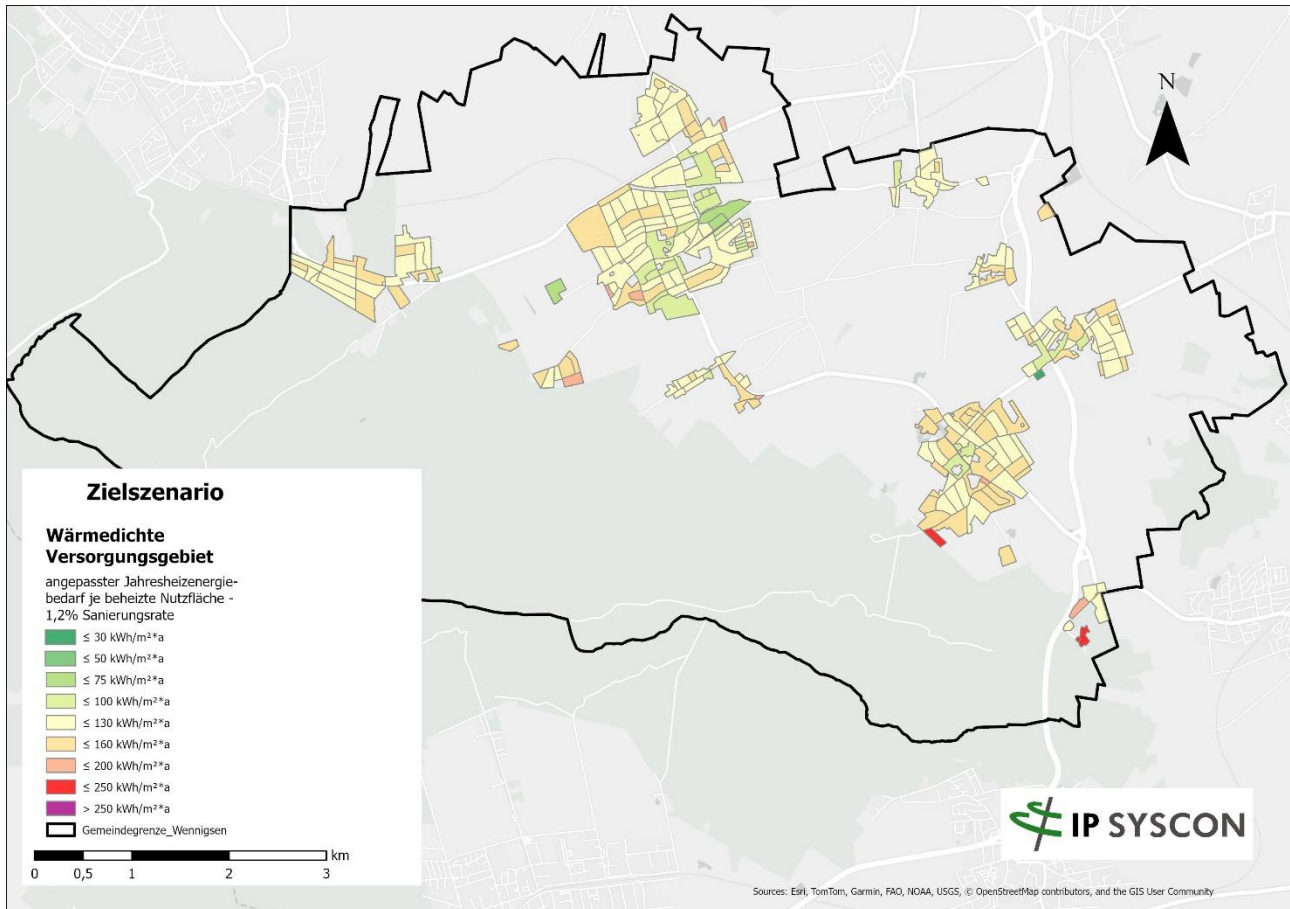 N
Zielszenario
Wärmedichte
Versorgungsgebiet
angepasster Jahresheizenergie-
bedarf je beheizte Nutzfläche -
1,2% Sanierungsrate
≤ 30 kWh/m²*a
≤ 50 kWh/m²*a
≤ 75 kWh/m²*a
≤ 100 kWh/m²*a
≤ 130 kWh/m²*a
≤ 160 kWh/m²*a
≤ 200 kWh/m²*a
≤ 250 kWh/m²*a
> 250 kWh/m²*a
Gemeindegrenze_Wennigsen
km
0 0,5 1 2 3
IP SYSCON
Sources: Esri, TomTom, Garmin, FAO, NOAA, USGS, © OpenStreetMap contributors, and the GIS User Community